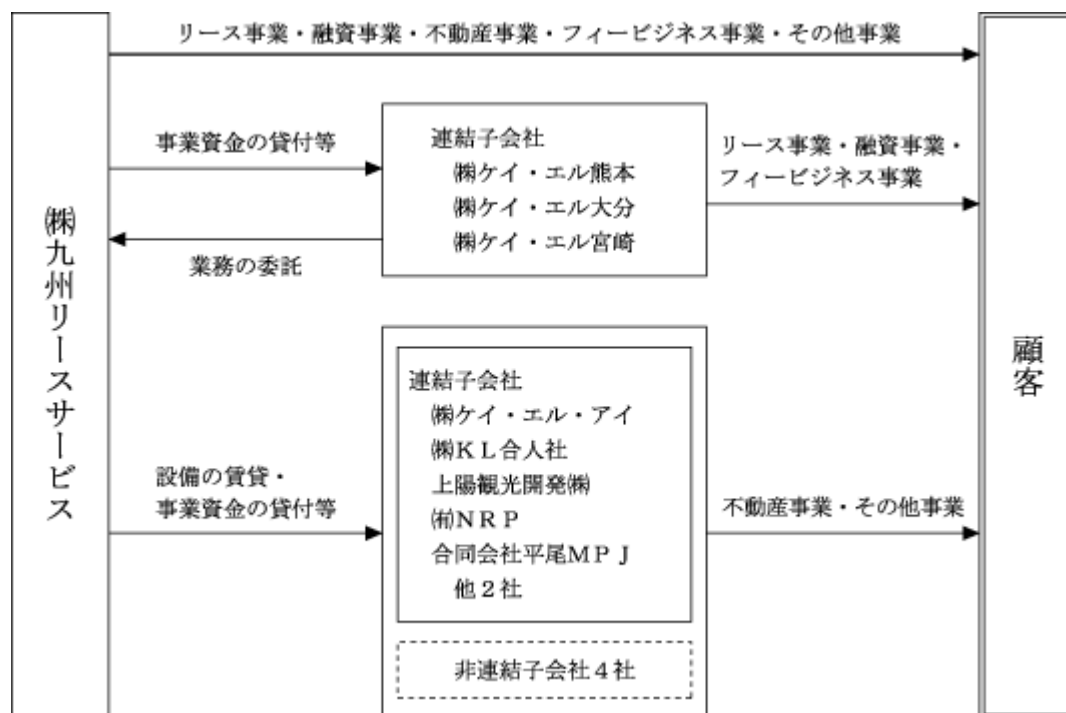 リース事業・融資事業・不動産事業・フィービジネス事業・その他事業
㈱九州リースサービス
事業資金の貸付等
業務の委託
連結子会社
㈱ケイ・エル熊本
㈱ケイ・エル大分
㈱ケイ・エル宮崎
リース事業・融資事業・
フィービジネス事業
設備の賃貸・
事業資金の貸付等
連結子会社
㈱ケイ・エル・アイ
㈱ＫＬ合人社
上陽観光開発㈱
㈲ＮＲＰ
合同会社平尾ＭＰＪ
他２社
非連結子会社４社
不動産事業・その他事業
顧客